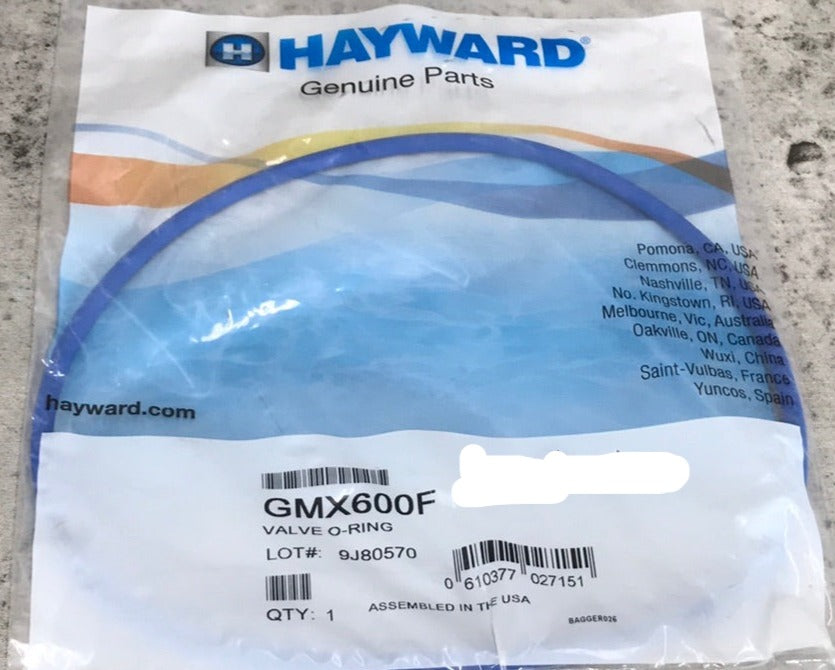 H HAYWARD®
Genuine Parts
Pomona, CA, USA
Clemmons, NC, USA
Nashville, TN, USA
No. Kingstown, RI, USA
Melbourne, Vic, Australia
Oakville, ON, Canada
Wuxi, China
Saint-Vulbas, France
Yuncos, Spain
hayward.com
GMX600F
VALVE O-RING
LOT#: 9J80570
0 610377 027151
QTY: 1
ASSEMBLED IN THE USA
BAGGER026